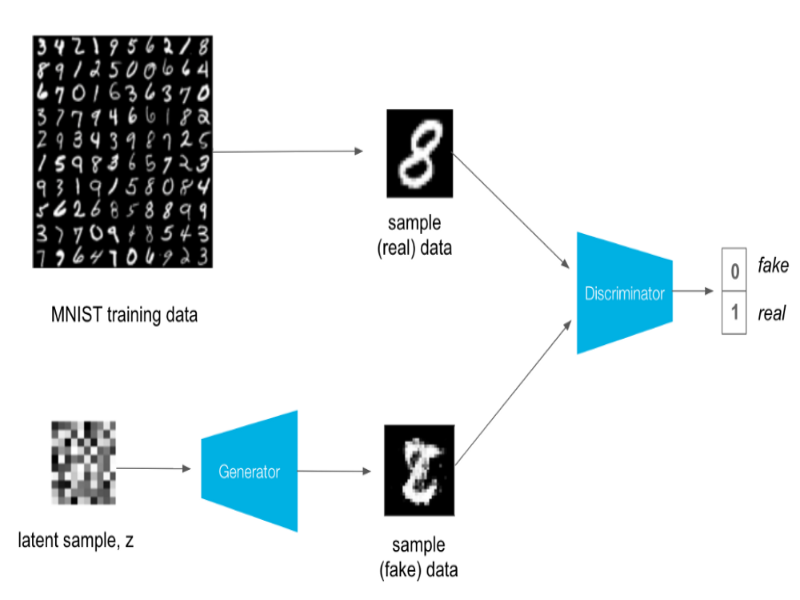 3 4 2 1 9 5 6 2 1 8
8 9 1 2 5 0 0 6 6 4
6 7 0 1 6 3 6 3 7 0
3 7 7 9 4 6 6 1 8 2
2 9 3 4 3 9 8 7 2 5
1 5 9 8 3 6 5 7 2 3
9 3 1 9 1 5 8 0 8 4
5 6 2 6 8 5 8 8 9 9
3 7 7 0 9 4 8 5 4 3
7 9 6 4 7 0 6 9 2 3
MNIST training data
8
sample
(real) data
Discriminator
0 fake
1 real
Generator
latent sample, z
sample
(fake) data